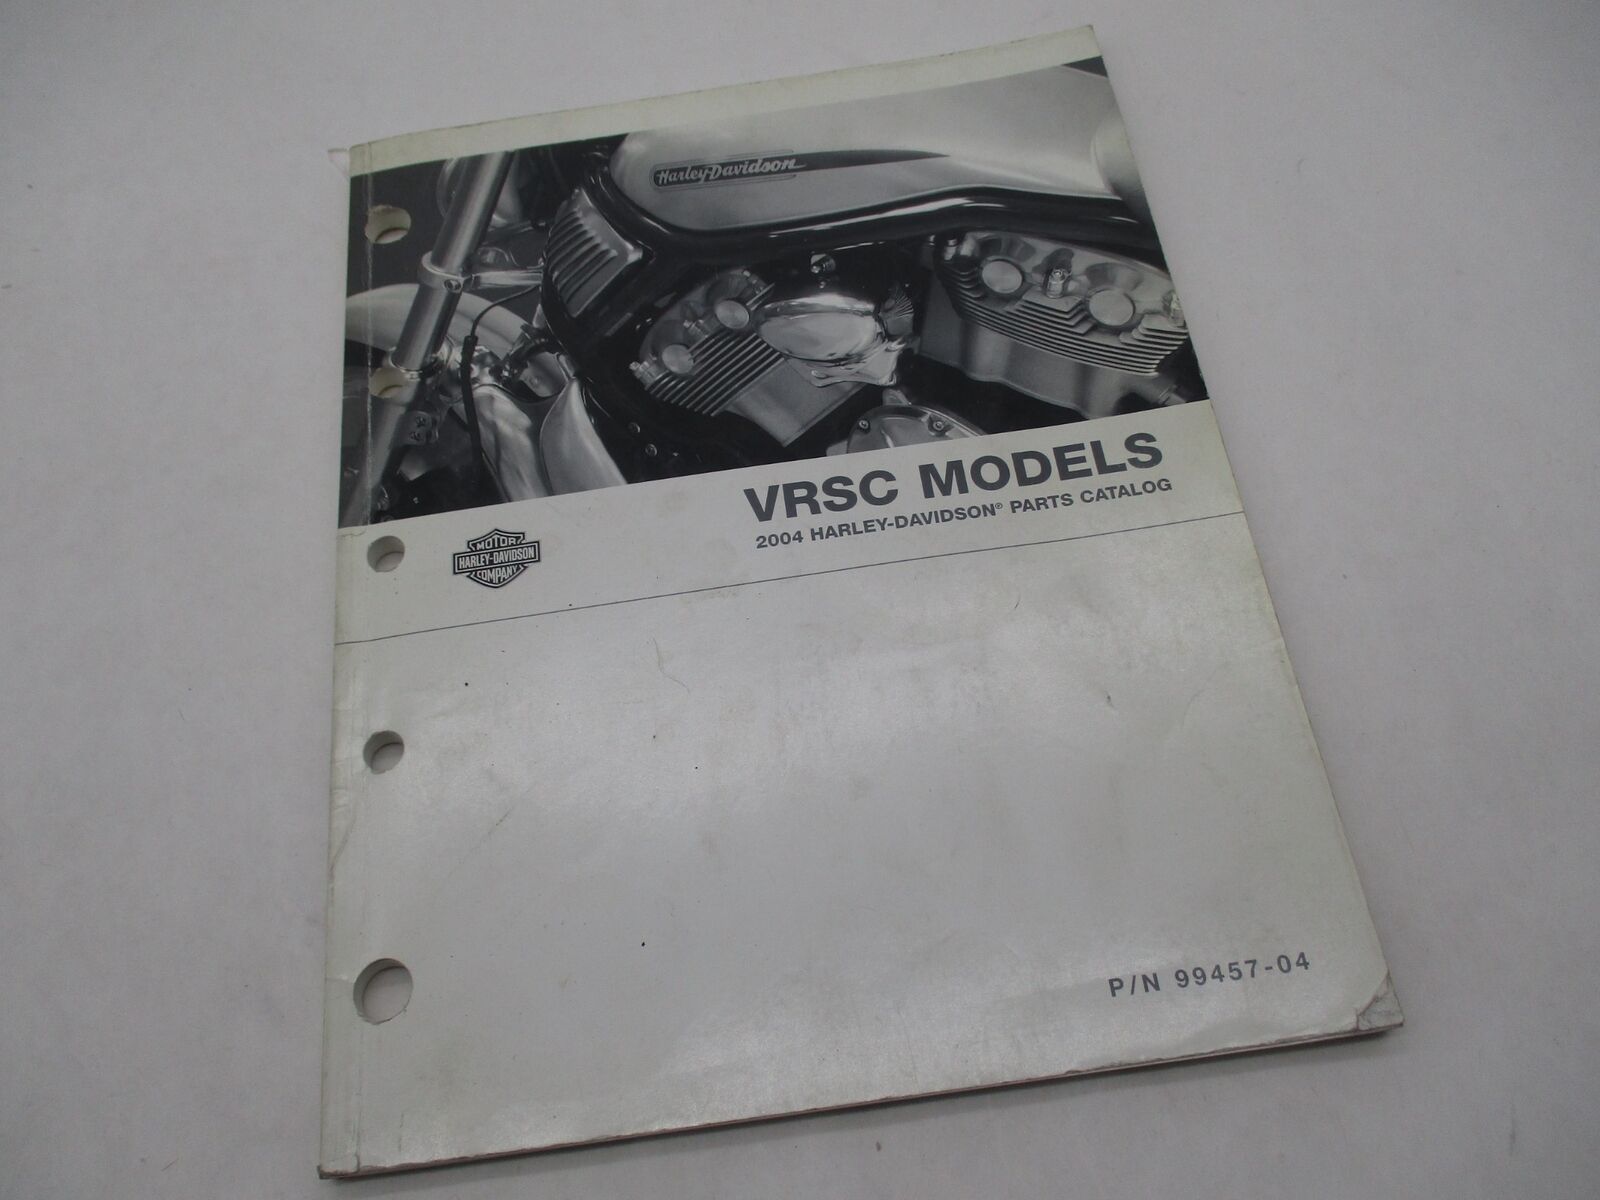 Harley-Davidson
VRSC MODELS
2004 HARLEY-DAVIDSON® PARTS CATALOG
MOTOR
HARLEY-DAVIDSON
COMPANY
P/N 99457-04